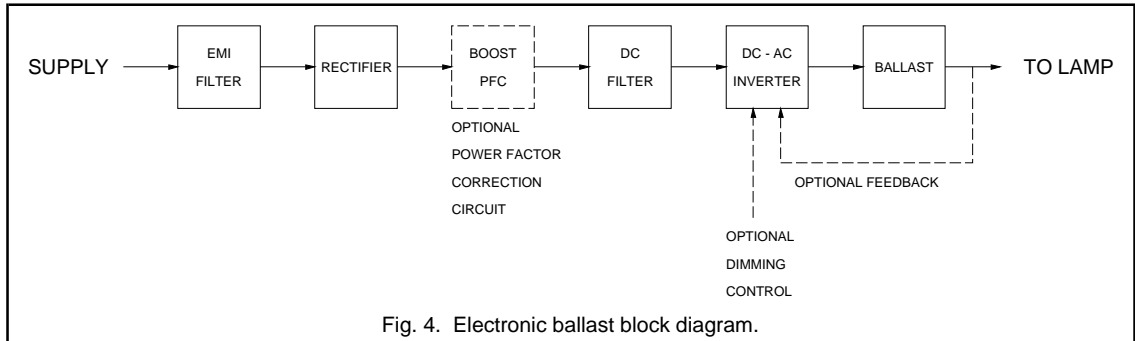 SUPPLY
EMI
FILTER
RECTIFIER
BOOST
PFC
DC
FILTER
DC - AC
INVERTER
BALLAST
TO LAMP
OPTIONAL
POWER FACTOR
CORRECTION
CIRCUIT
OPTIONAL FEEDBACK
OPTIONAL
DIMMING
CONTROL
Fig. 4. Electronic ballast block diagram.